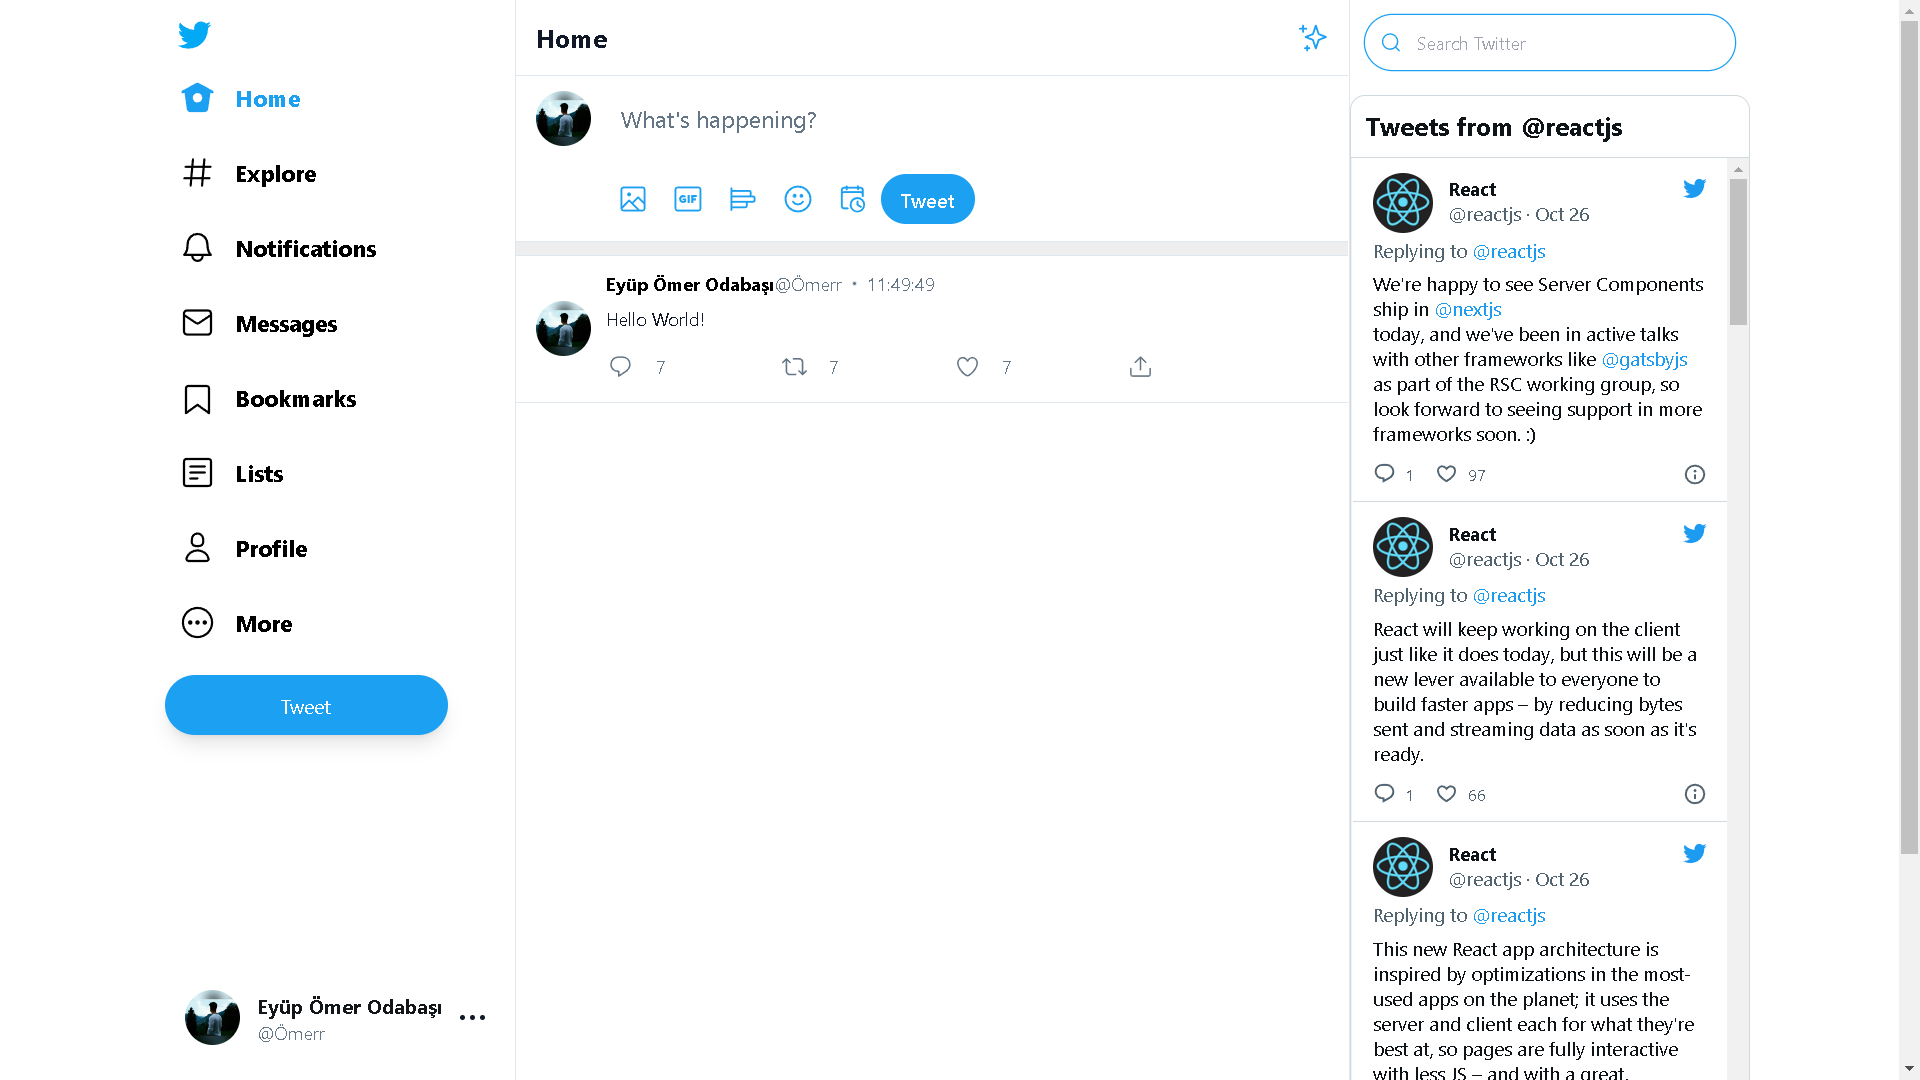 Home
Explore
Notifications
Messages
Bookmarks
Lists
Profile
More
Tweet
Eyüp Ömer Odabaşı
@Ömerr
Home
What's happening?
GIF
Tweet
Eyüp Ömer Odabaşı@Ömerr • 11:49:49
Hello World!
7 7 7
Search Twitter
Tweets from @reactjs
React
@reactjs · Oct 26
Replying to @reactjs
We're happy to see Server Components
ship in @nextjs
today, and we've been in active talks
with other frameworks like @gatsbyjs
as part of the RSC working group, so
look forward to seeing support in more
frameworks soon. :)
1 97
React
@reactjs · Oct 26
Replying to @reactjs
React will keep working on the client
just like it does today, but this will be a
new lever available to everyone to
build faster apps – by reducing bytes
sent and streaming data as soon as it's
ready.
1 66
React
@reactjs · Oct 26
Replying to @reactjs
This new React app architecture is
inspired by optimizations in the most-
used apps on the planet; it uses the
server and client each for what they're
best at, so pages are fully interactive
with less JS – and with a great,